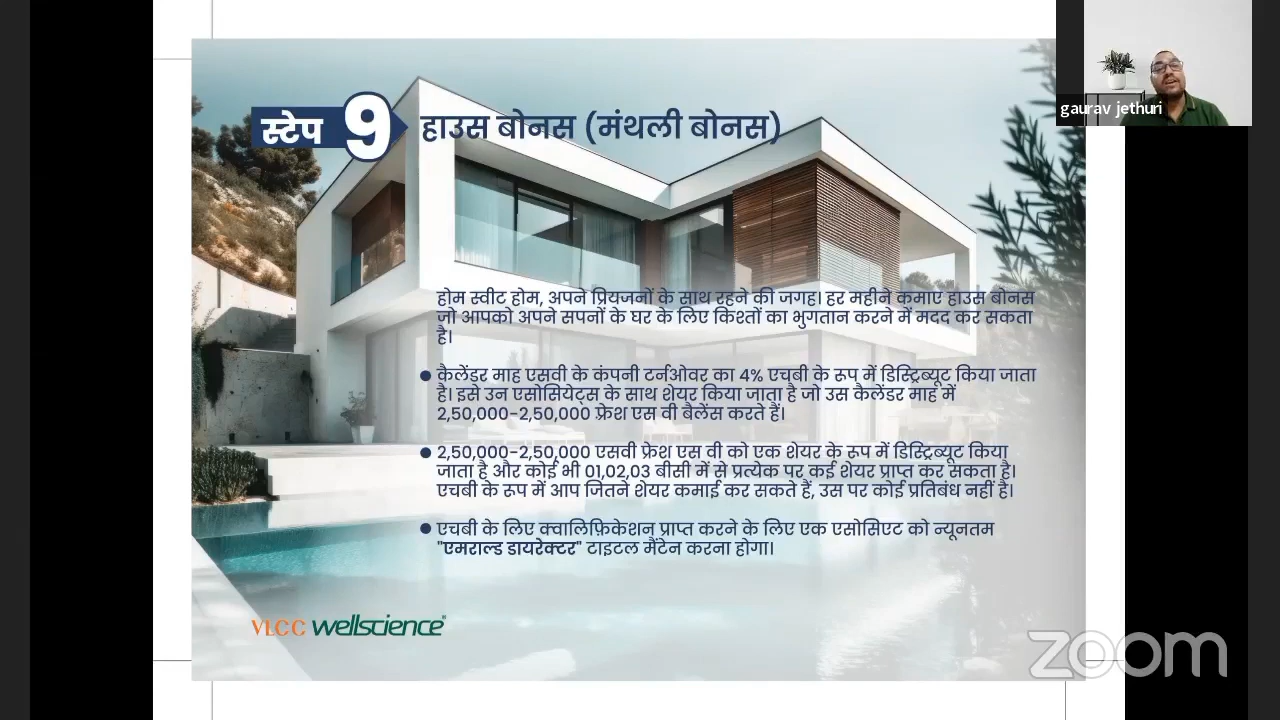 स्टेप 9 हाउस बोनस (मंथली बोनस)
gaurav jethuri
होम स्वीट होम, अपने प्रियजनों के साथ रहने की जगह। हर महीने कमाएं हाउस बोनस
जो आपको अपने सपनों के घर के लिए किश्तों का भुगतान करने में मदद कर सकता
है।
● कैलेंडर माह एसवी के कंपनी टर्नओवर का 4% एचबी के रूप में डिस्ट्रिब्यूट किया जाता
है। इसे उन एसोसियेट्स के साथ शेयर किया जाता है जो उस कैलेंडर माह में
2,50,000-2,50,000 फ्रेश एस वी बैलेंस करते हैं।
● 2,50,000-2,50,000 एसवी फ्रेश एस वी को एक शेयर के रूप में डिस्ट्रिब्यूट किया
जाता है और कोई भी 01,02,03 बीसी में से प्रत्येक पर कई शेयर प्राप्त कर सकता है।
एचबी के रूप में आप जितने शेयर कमाई कर सकते हैं, उस पर कोई प्रतिबंध नहीं है।
● एचबी के लिए क्वालिफ़िकेशन प्राप्त करने के लिए एक एसोसिएट को न्यूनतम
"एमराल्ड डायरेक्टर" टाइटल मैंटेन करना होगा।
VLCC wellscience
zoom